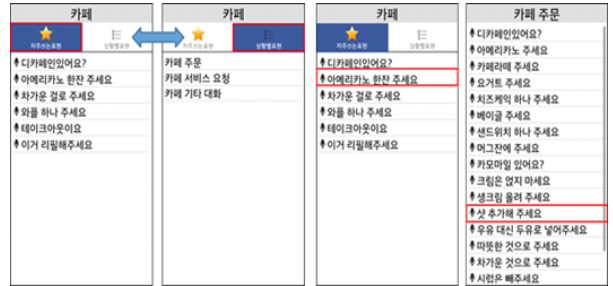 카페
자주쓰는표현
상황별표현
디카페인있어요?
아메리카노 한잔 주세요
차가운 걸로 주세요
와플 하나 주세요
테이크아웃이요
이거 리필해주세요
카페
자주쓰는표현
상황별표현
카페 주문
카페 서비스 요청
카페 기타 대화
카페
자주쓰는표현
상황별표현
디카페인있어요?
아메리카노 한잔 주세요
차가운 걸로 주세요
와플 하나 주세요
테이크아웃이요
이거 리필해주세요
카페 주문
디카페인있어요?
아메리카노 주세요
카페라떼 주세요
요거트 주세요
치즈케익 하나 주세요
베이글 주세요
샌드위치 하나 주세요
머그잔에 주세요
카모마일 있어요?
크림은 얹지 마세요
생크림 올려 주세요
샷 추가해 주세요
우유 대신 두유로 넣어주세요
따뜻한 것으로 주세요
차가운 것으로 주세요
시럽은 빼주세요